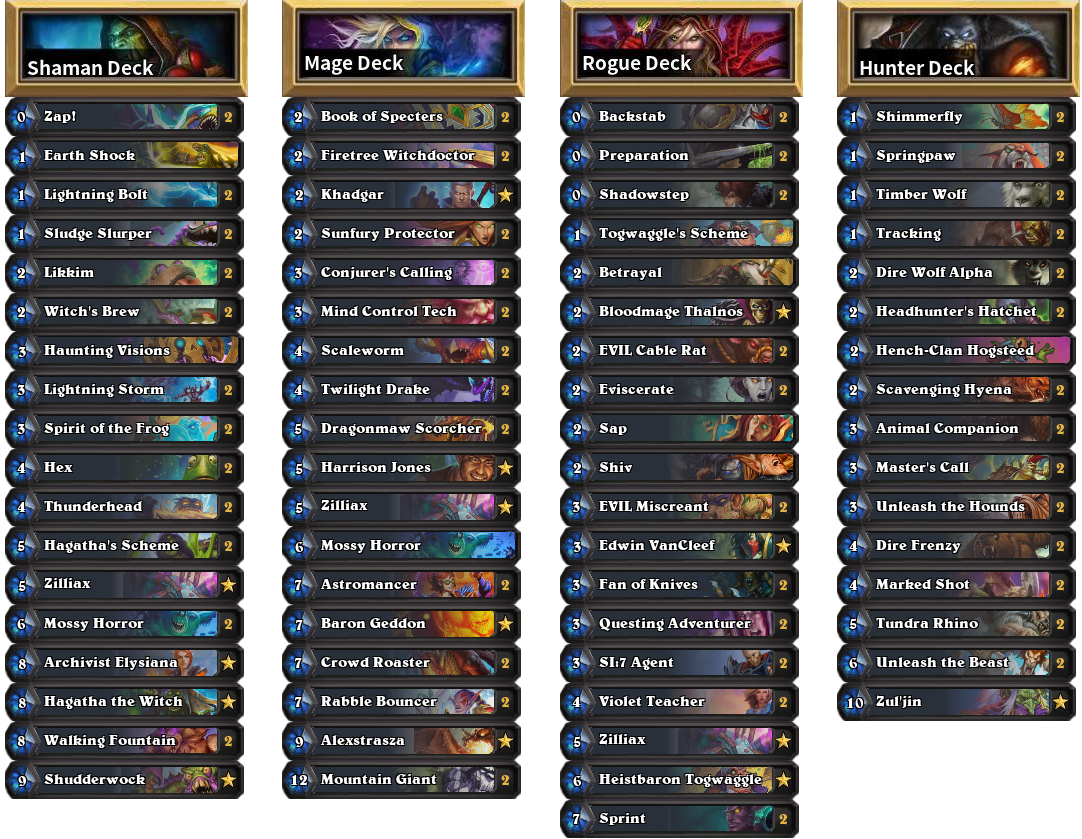 Shaman Deck
0 Zap! 2
1 Earth Shock
1 Lightning Bolt 2
1 Sludge Slurper 2
2 Likkim 2
2 Witch's Brew 2
3 Haunting Visions
3 Lightning Storm 2
3 Spirit of the Frog 2
4 Hex 2
4 Thunderhead 2
5 Hagatha's Scheme 2
5 Zilliax
6 Mossy Horror 2
8 Archivist Elysiana
8 Hagatha the Witch
8 Walking Fountain 2
9 Shudderwock
Mage Deck
2 Book of Specters 2
2 Firetree Witchdoctor 2
2 Khadgar
2 Sunfury Protector 2
3 Conjurer's Calling 2
3 Mind Control Tech 2
4 Scaleworm 2
4 Twilight Drake 2
5 Dragonmaw Scorcher 2
5 Harrison Jones
5 Zilliax
6 Mossy Horror
7 Astromancer 2
7 Baron Geddon
7 Crowd Roaster 2
7 Rabble Bouncer 2
9 Alexstrasza
12 Mountain Giant 2
Rogue Deck
0 Backstab 2
0 Preparation 2
0 Shadowstep 2
1 Togwaggle's Scheme
2 Betrayal
2 Bloodmage Thalnos
2 EVIL Cable Rat 2
2 Eviscerate 2
2 Sap
2 Shiv
3 EVIL Miscreant 2
3 Edwin VanCleef
3 Fan of Knives 2
3 Questing Adventurer 2
3 SI:7 Agent 2
4 Violet Teacher 2
5 Zilliax
6 Heistbaron Togwaggle
7 Sprint 2
Hunter Deck
1 Shimmerfly 2
1 Springpaw 2
1 Timber Wolf 2
1 Tracking 2
2 Dire Wolf Alpha 2
2 Headhunter's Hatchet 2
2 Hench-Clan Hogsteed
2 Scavenging Hyena 2
3 Animal Companion 2
3 Master's Call 2
3 Unleash the Hounds 2
4 Dire Frenzy 2
4 Marked Shot 2
5 Tundra Rhino 2
6 Unleash the Beast 2
10 Zul'jin